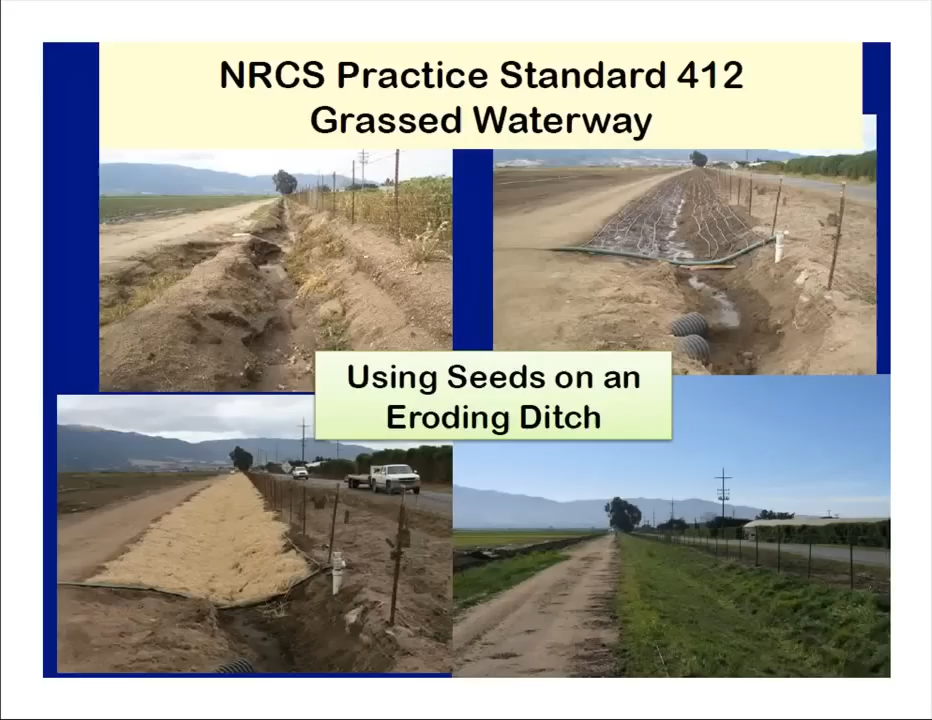 NRCS Practice Standard 412
Grassed Waterway
Using Seeds on an
Eroding Ditch